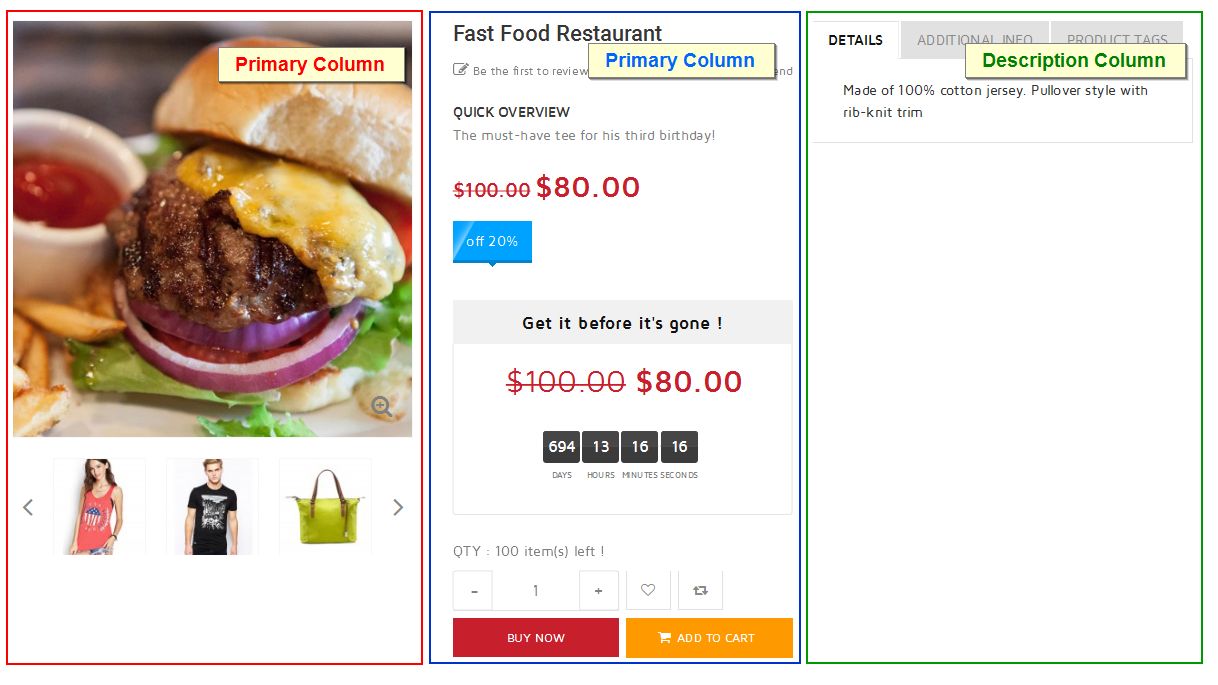 Primary Column
Fast Food Restaurant
Primary Column
Be the first to review
end
QUICK OVERVIEW
The must-have tee for his third birthday!
$100.00 $80.00
off 20%
Get it before it's gone !
$100.00 $80.00
694 13 16 16
DAYS HOURS MINUTES SECONDS
QTY : 100 item(s) left !
- 1 +
BUY NOW ADD TO CART
DETAILS ADDITIONAL INFO PRODUCT TAGS
Description Column
Made of 100% cotton jersey. Pullover style with
rib-knit trim